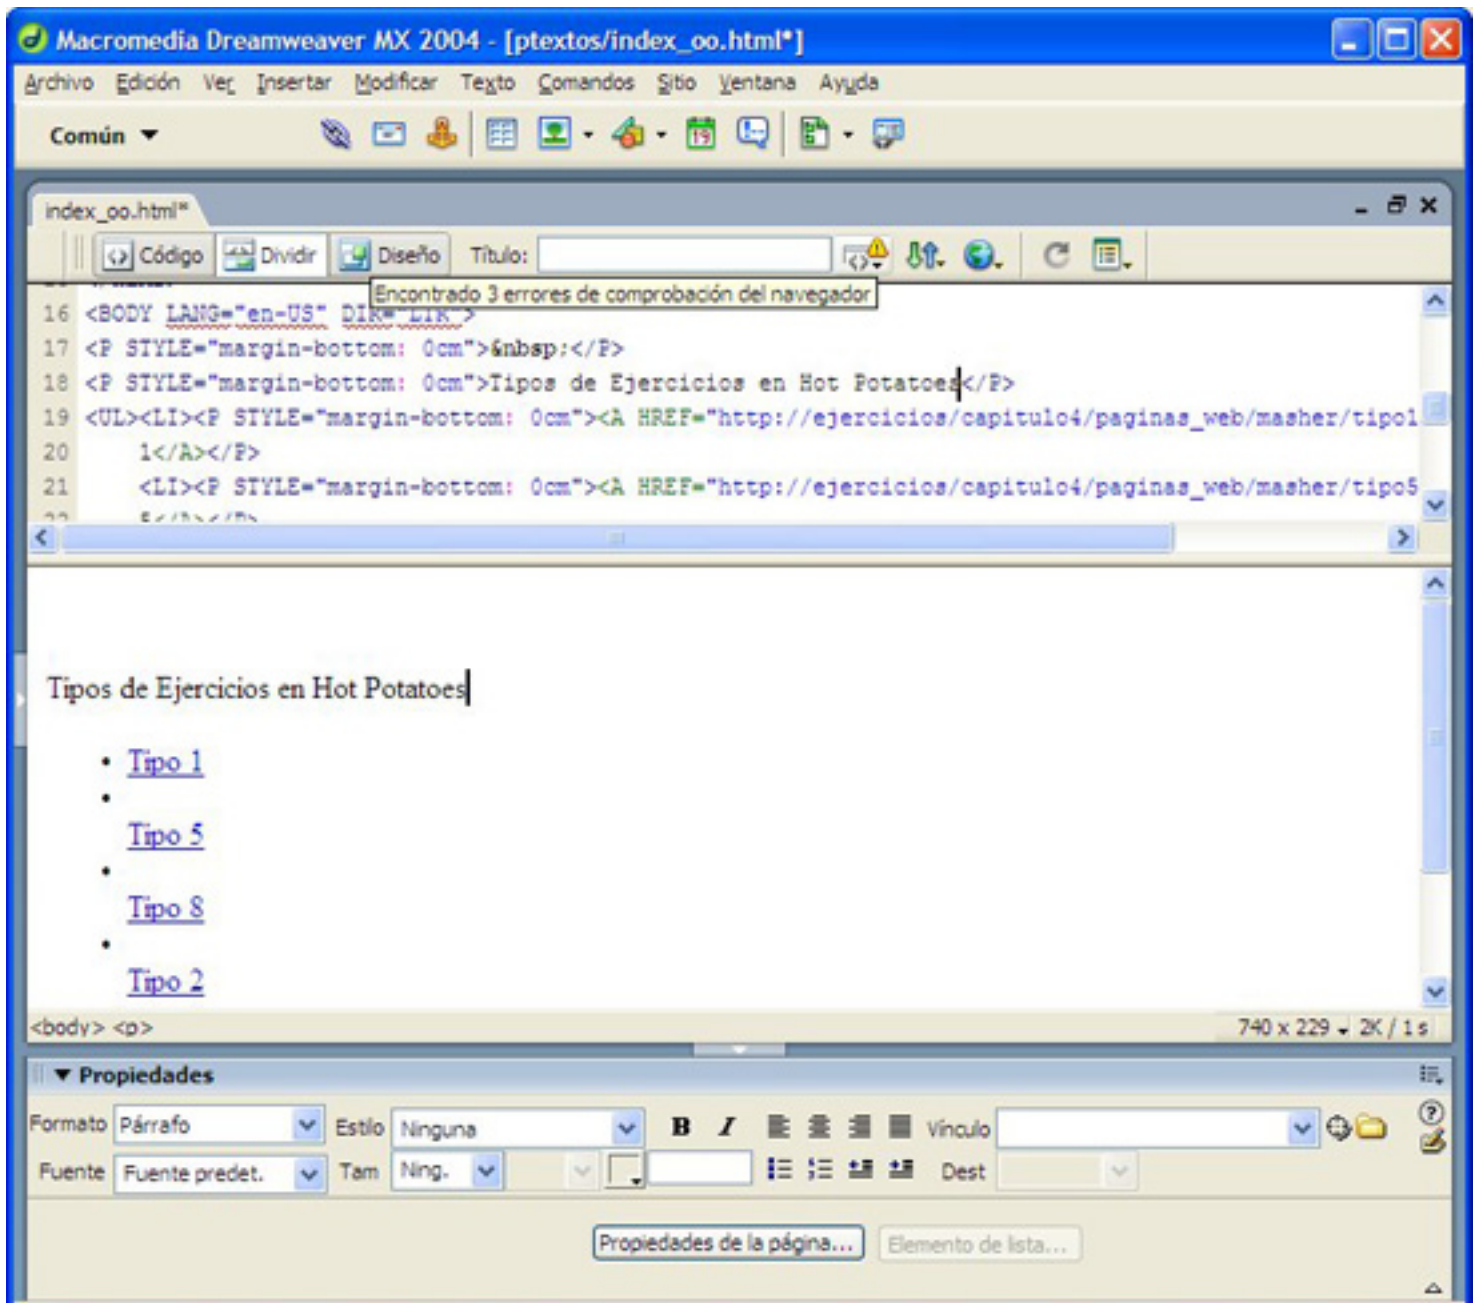 Macromedia Dreamweaver MX 2004 - [ptextos/index_oo.html*]
Archivo Edición Ver Insertar Modificar Texto Comandos Sitio Ventana Ayuda
Común
19
index_oo.html*
Código Dividir Diseño Título:
Encontrado 3 errores de comprobación del navegador
16 <BODY LANG="en-US" DIR="LTR">
17 <P STYLE="margin-bottom: 0cm">&nbsp;</P>
18 <P STYLE="margin-bottom: 0cm">Tipos de Ejercicios en Hot Potatoes</P>
19 <UL><LI><P STYLE="margin-bottom: 0cm"><A HREF="http://ejercicios/capitulo4/paginas_web/masher/tipo1
20 1</A></P>
21 <LI><P STYLE="margin-bottom: 0cm"><A HREF="http://ejercicios/capitulo4/paginas_web/masher/tipo5
22 5</A></P>
Tipos de Ejercicios en Hot Potatoes
• Tipo 1
•
Tipo 5
•
Tipo 8
•
Tipo 2
<body> <p> 740 x 229 2K / 1 s
Propiedades
Formato Párrafo Estilo Ninguna B I Vínculo
Fuente Fuente predet. Tam Ning. Dest
Propiedades de la página... Elemento de lista...